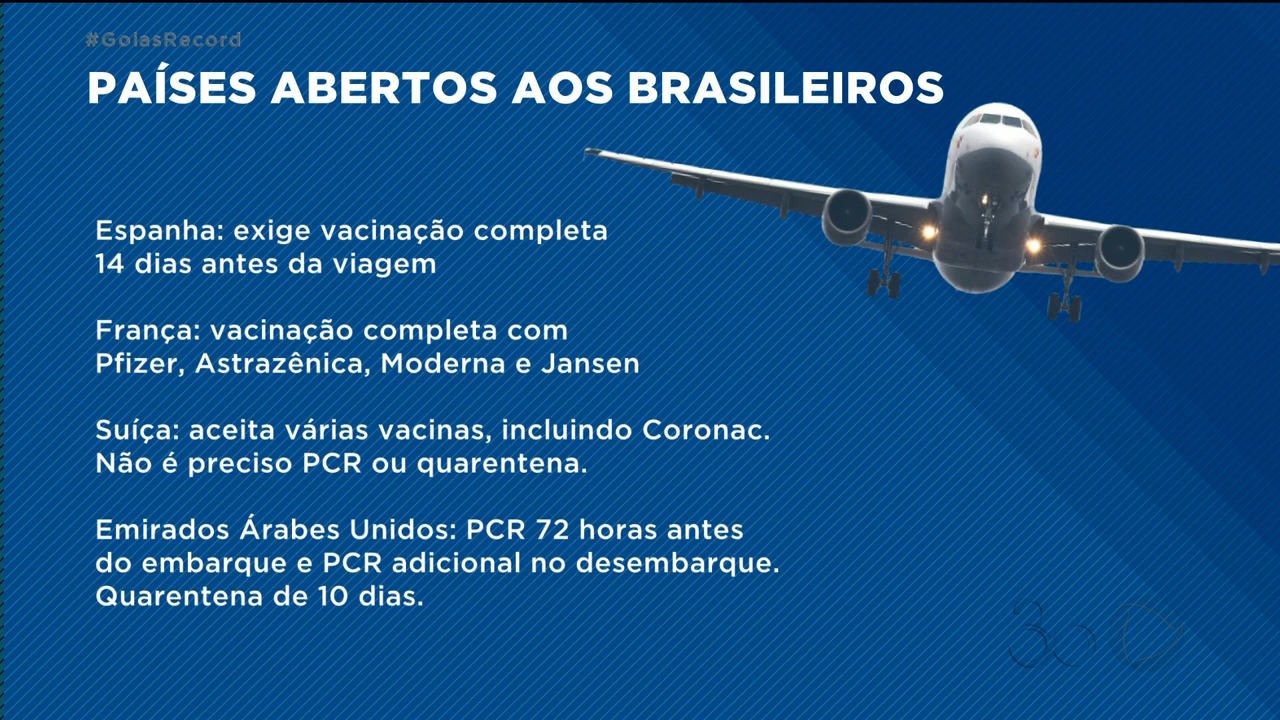 #GoiasRecord
PAÍSES ABERTOS AOS BRASILEIROS
Espanha: exige vacinação completa
14 dias antes da viagem
França: vacinação completa com
Pfizer, Astrazênica, Moderna e Jansen
Suíça: aceita várias vacinas, incluindo Coronac.
Não é preciso PCR ou quarentena.
Emirados Árabes Unidos: PCR 72 horas antes
do embarque e PCR adicional no desembarque.
Quarentena de 10 dias.